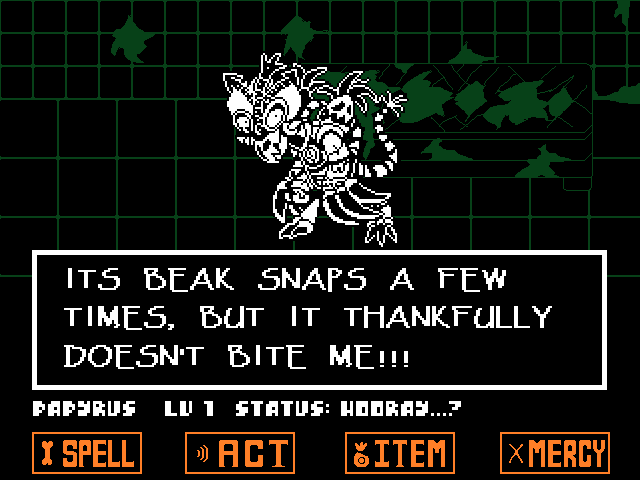 ITS BEAK SNAPS A FEW
TIMES, BUT IT THANKFULLY
DOESN'T BITE ME!!!
PAPYRUS LV 1 STATUS: HOORAY...?
SPELL ACT ITEM MERCY